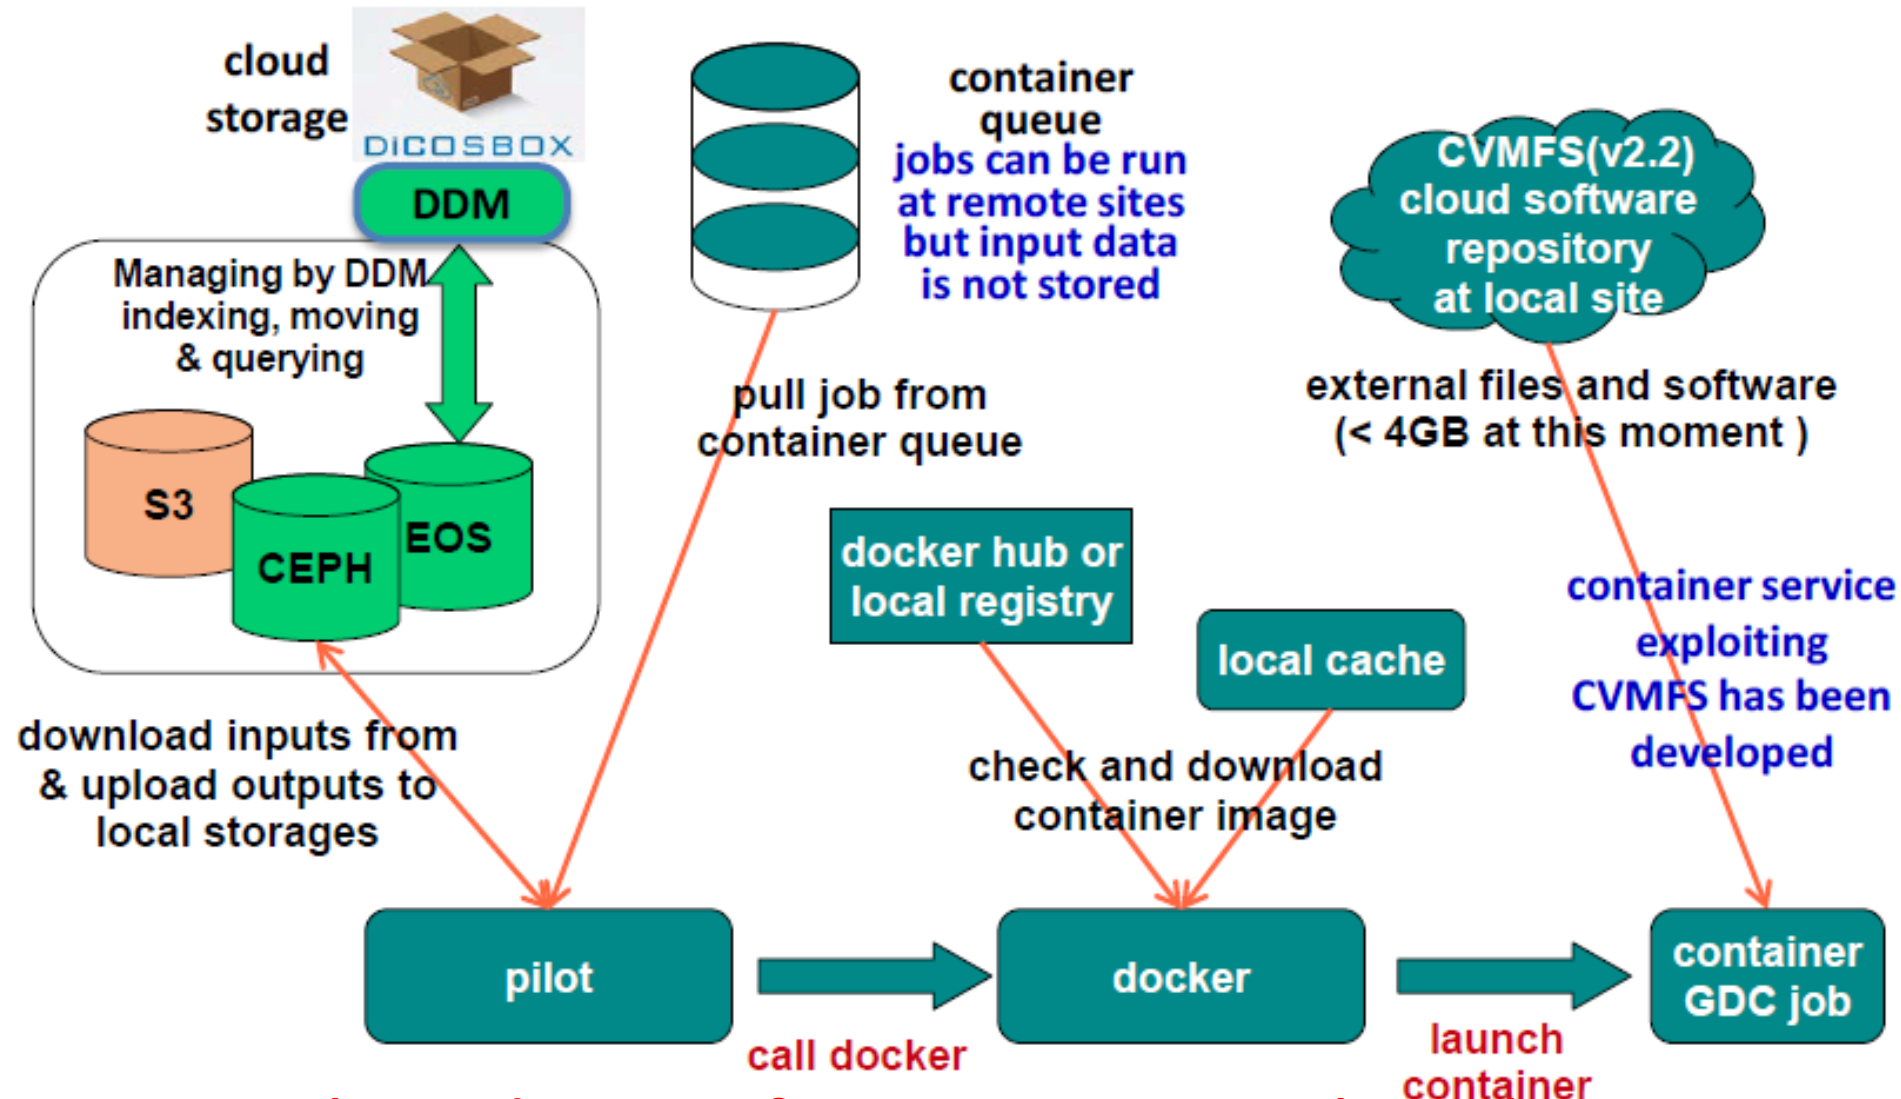 cloud
storage
DiCOSBOX
DDM
Managing by DDM
indexing, moving
& querying
S3
CEPH
EOS
download inputs from
& upload outputs to
local storages
container
queue
jobs can be run
at remote sites
but input data
is not stored
pull job from
container queue
CVMFS(v2.2)
cloud software
repository
at local site
external files and software
(< 4GB at this moment )
docker hub or
local registry
local cache
check and download
container image
container service
exploiting
CVMFS has been
developed
pilot
call docker
docker
launch
container
container
GDC job